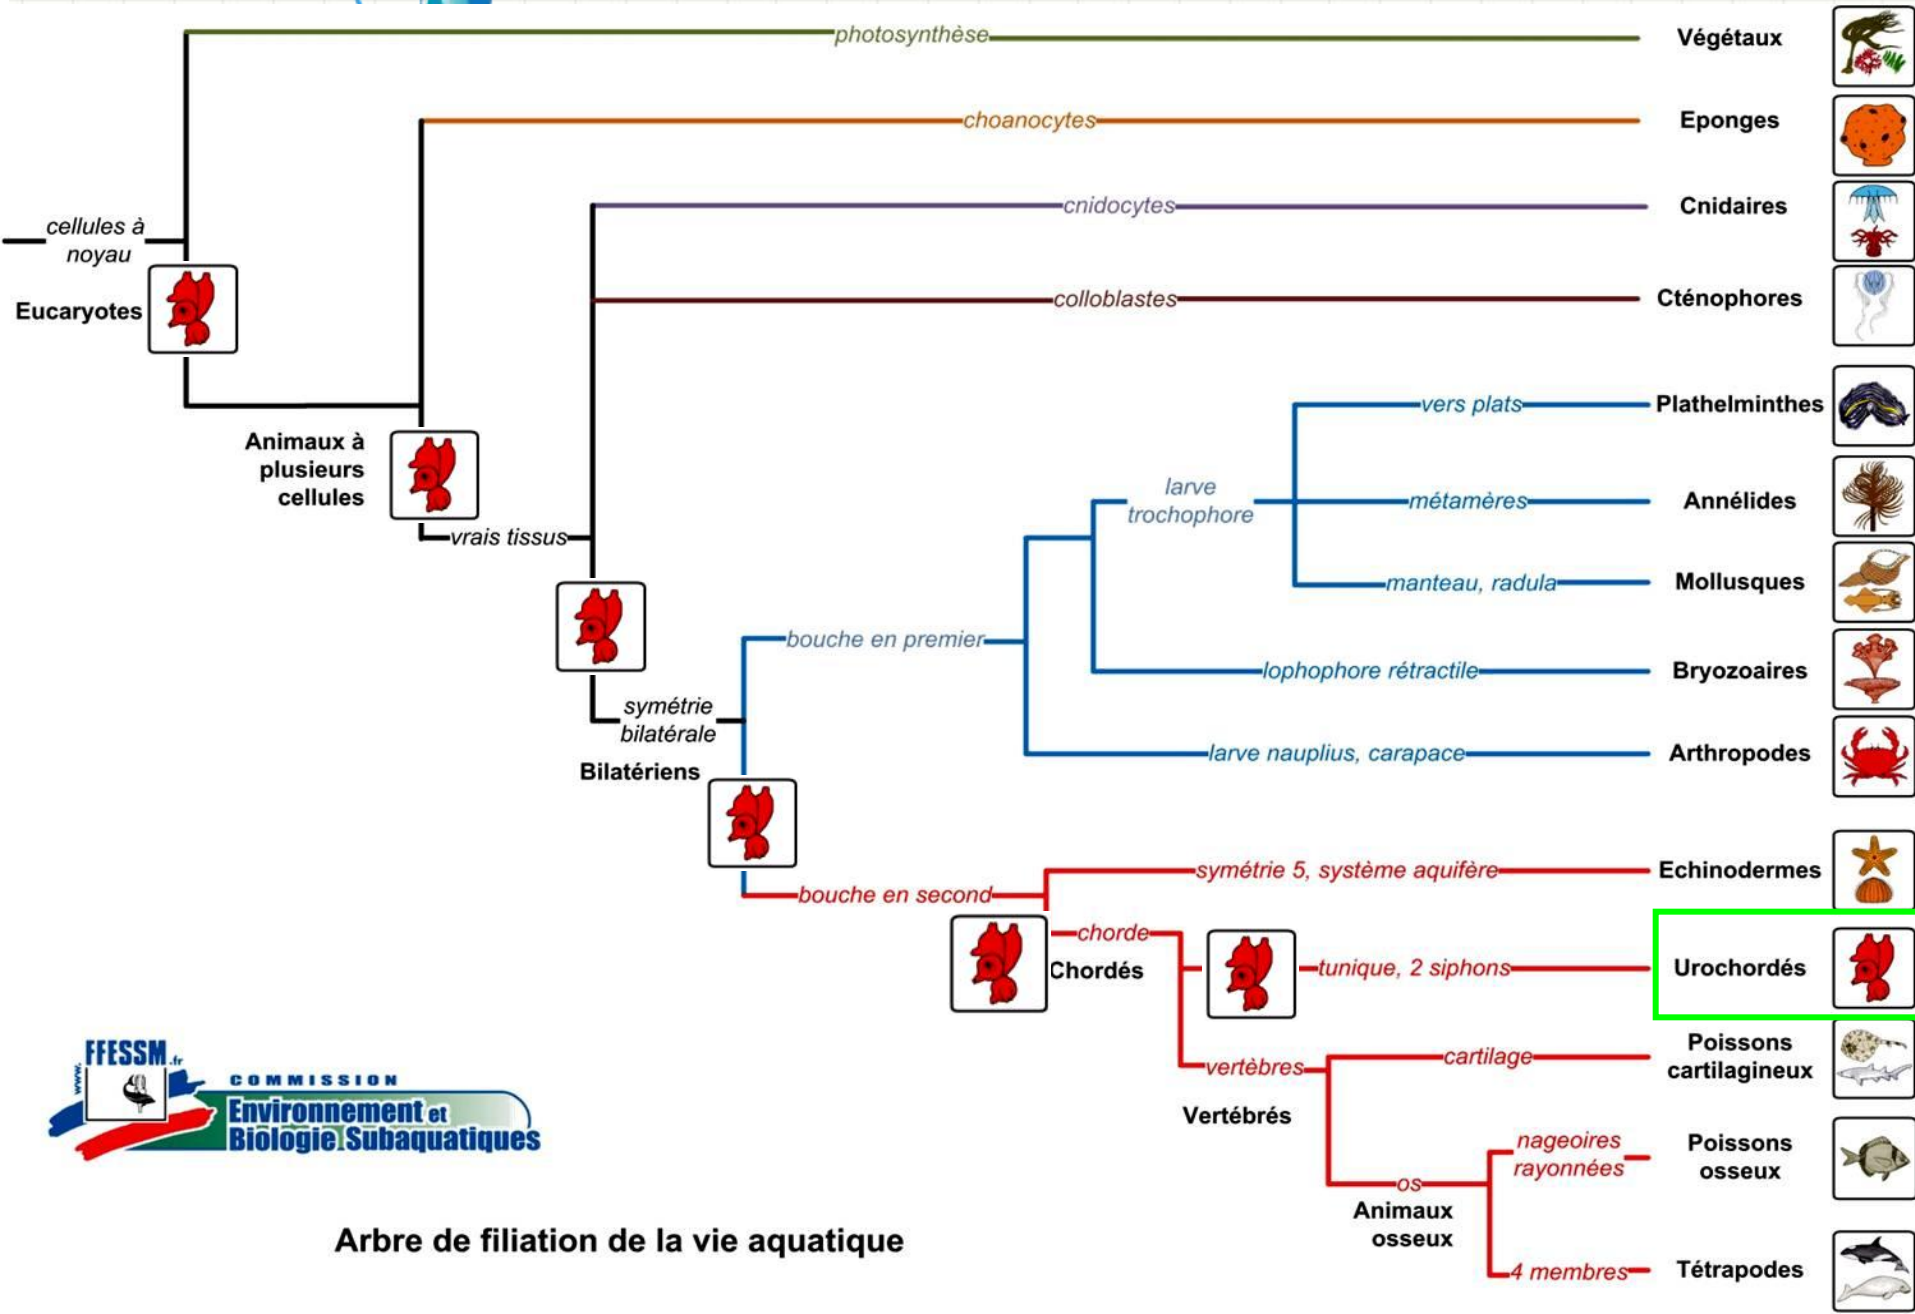 photosynthèse
Végétaux
choanocytes
Eponges
cellules à
noyau
cnidocytes
Cnidaires
Eucaryotes
colloblastes
Cténophores
Animaux à
plusieurs
cellules
vers plats
Plathelminthes
larve
trochophore
métamères
Annélides
vrais tissus
manteau, radula
Mollusques
bouche en premier
lophophore rétractile
Bryozoaires
symétrie
bilatérale
Bilatériens
larve nauplius, carapace
Arthropodes
bouche en second
symétrie 5, système aquifère
Echinodermes
chorde
Chordés
tunique, 2 siphons
Urochordés
vertèbres
Vertébrés
cartilage
Poissons
cartilagineux
os
Animaux
osseux
nageoires
rayonnées
Poissons
osseux
4 membres
Tétrapodes
www.
FFESSM.fr
COMMISSION
Environnement et
Biologie Subaquatiques
Arbre de filiation de la vie aquatique